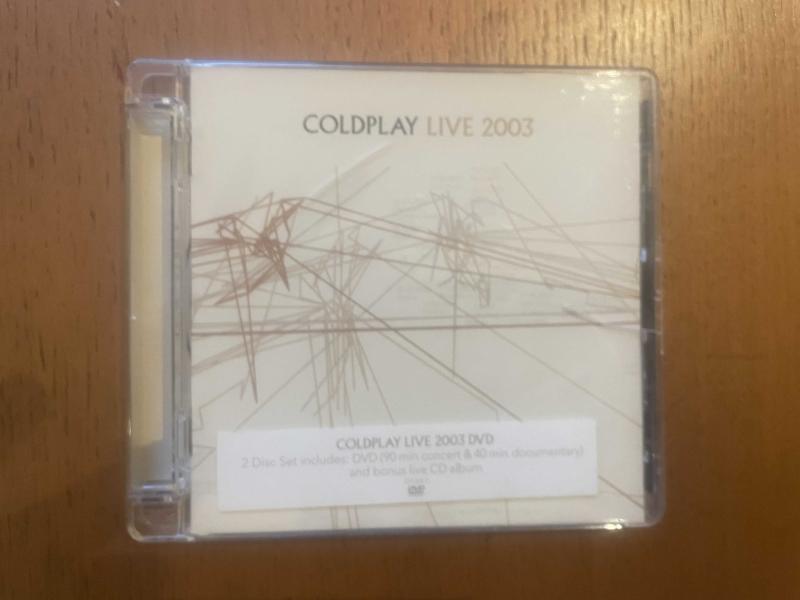 COLDPLAY LIVE 2003
COLDPLAY LIVE 2003 DVD
2 Disc Set includes: DVD (90 min concert & 40 min documentary)
and bonus live CD album
DVD